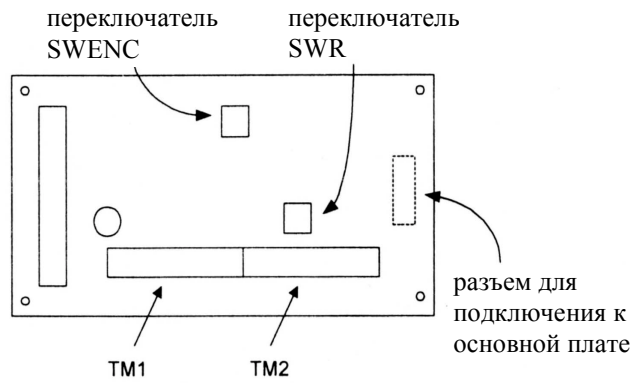 переключатель
SWENC
переключатель
SWR
разъем для
подключения к
основной плате
TM1
TM2